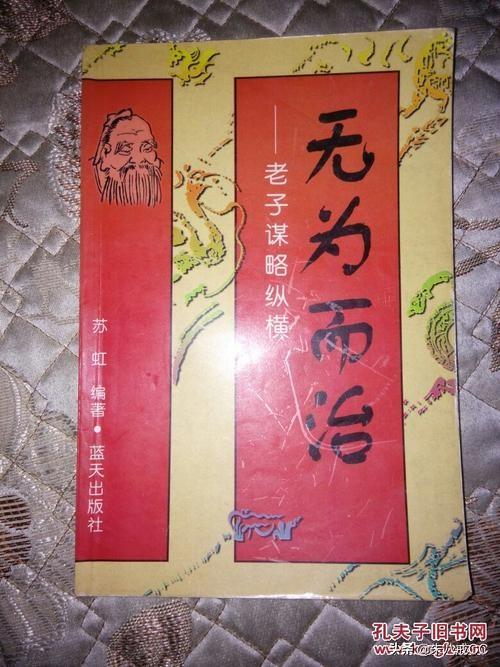 无为而治
——老子谋略纵横
苏虹 编著·蓝天出版社
孔子旧书网